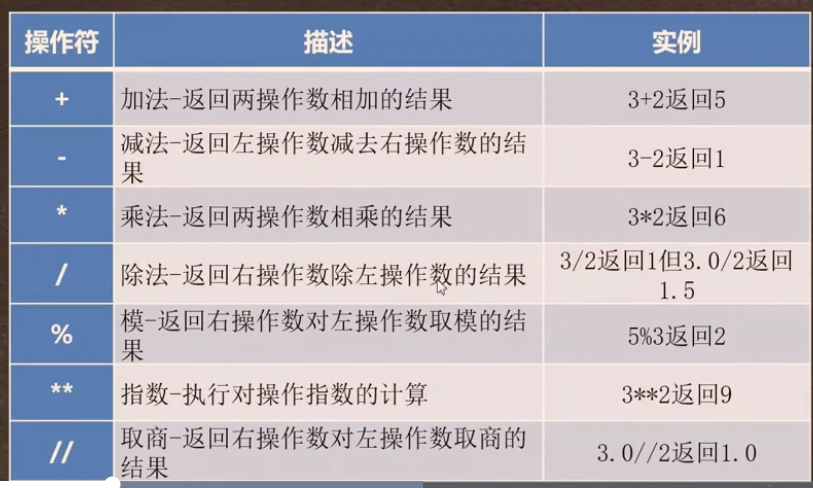 操作符 描述 实例
+ 加法-返回两操作数相加的结果 3+2返回5
- 减法-返回左操作数减去右操作数的结
果 3-2返回1
* 乘法-返回两操作数相乘的结果 3*2返回6
/ 除法-返回右操作数除左操作数的结果 3/2返回1但3.0/2返回
1.5
% 模-返回右操作数对左操作数取模的结
果 5%3返回2
** 指数-执行对操作指数的计算 3**2返回9
// 取商-返回右操作数对左操作数取商的
结果 3.0//2返回1.0